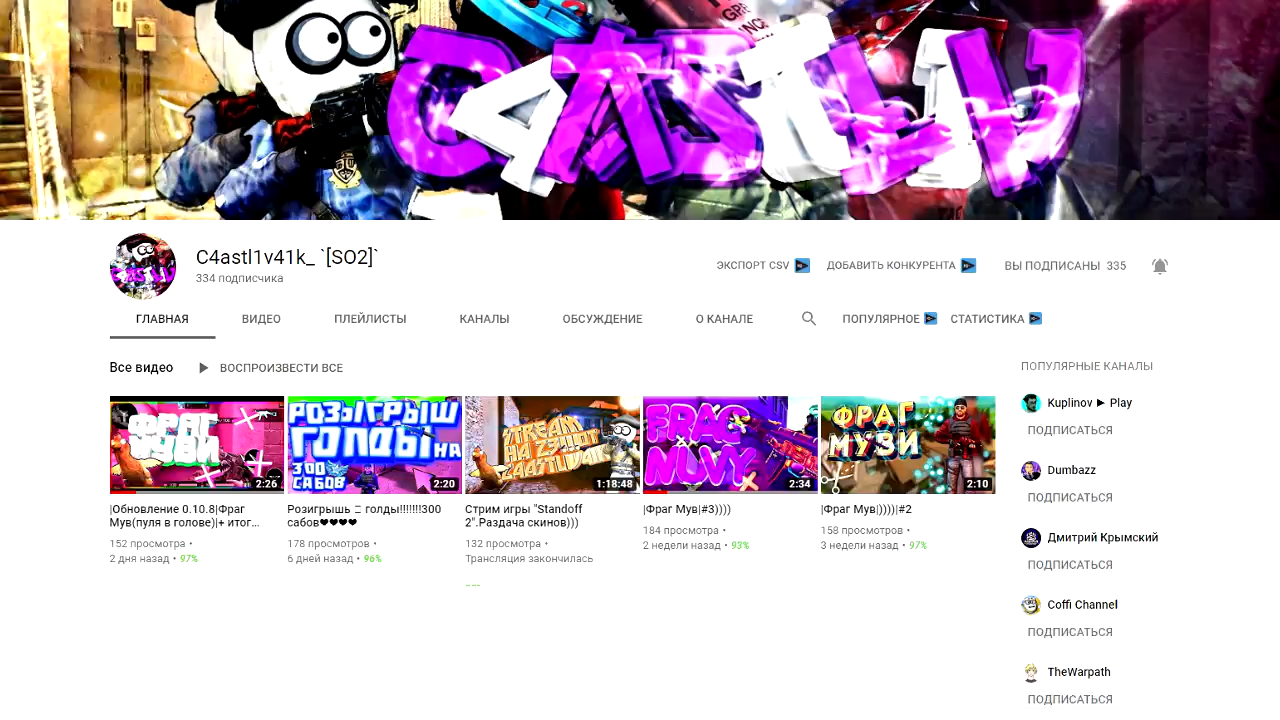 C4ASTL1V
C4astl1v41k_ `[SO2]`
334 подписчика
ЭКСПОРТ CSV
ДОБАВИТЬ КОНКУРЕНТА
ВЫ ПОДПИСАНЫ 335
ГЛАВНАЯ
ВИДЕО
ПЛЕЙЛИСТЫ
КАНАЛЫ
ОБСУЖДЕНИЕ
О КАНАЛЕ
ПОПУЛЯРНОЕ
СТАТИСТИКА
Все видео
ВОСПРОИЗВЕСТИ ВСЕ
ФРАГ
МУВИ
2:26
|Обновление 0.10.8|Фраг
Мув(пуля в голове)|+ итог...
152 просмотра •
2 дня назад • 97%
РОЗЫГРЫШ
ГОЛДЫ НА
300
САБОВ
2:20
Розигрышь голды!!!!!!!300
сабов❤❤❤❤
178 просмотров •
6 дней назад • 96%
STREAM
1:18:48
Стрим игры "Standoff
2".Раздача скинов)))
132 просмотра •
Трансляция закончилась
FRAG
MUVY
2:34
|Фраг Мув|#3))))
184 просмотра •
2 недели назад • 93%
ФРАГ
МУЗИ
2:10
|Фраг Мув|))))|#2
158 просмотров •
3 недели назад • 97%
ПОПУЛЯРНЫЕ КАНАЛЫ
Kuplinov ► Play
ПОДПИСАТЬСЯ
Dumbazz
ПОДПИСАТЬСЯ
Дмитрий Крымский
ПОДПИСАТЬСЯ
Coffi Channel
ПОДПИСАТЬСЯ
TheWarpath
ПОДПИСАТЬСЯ